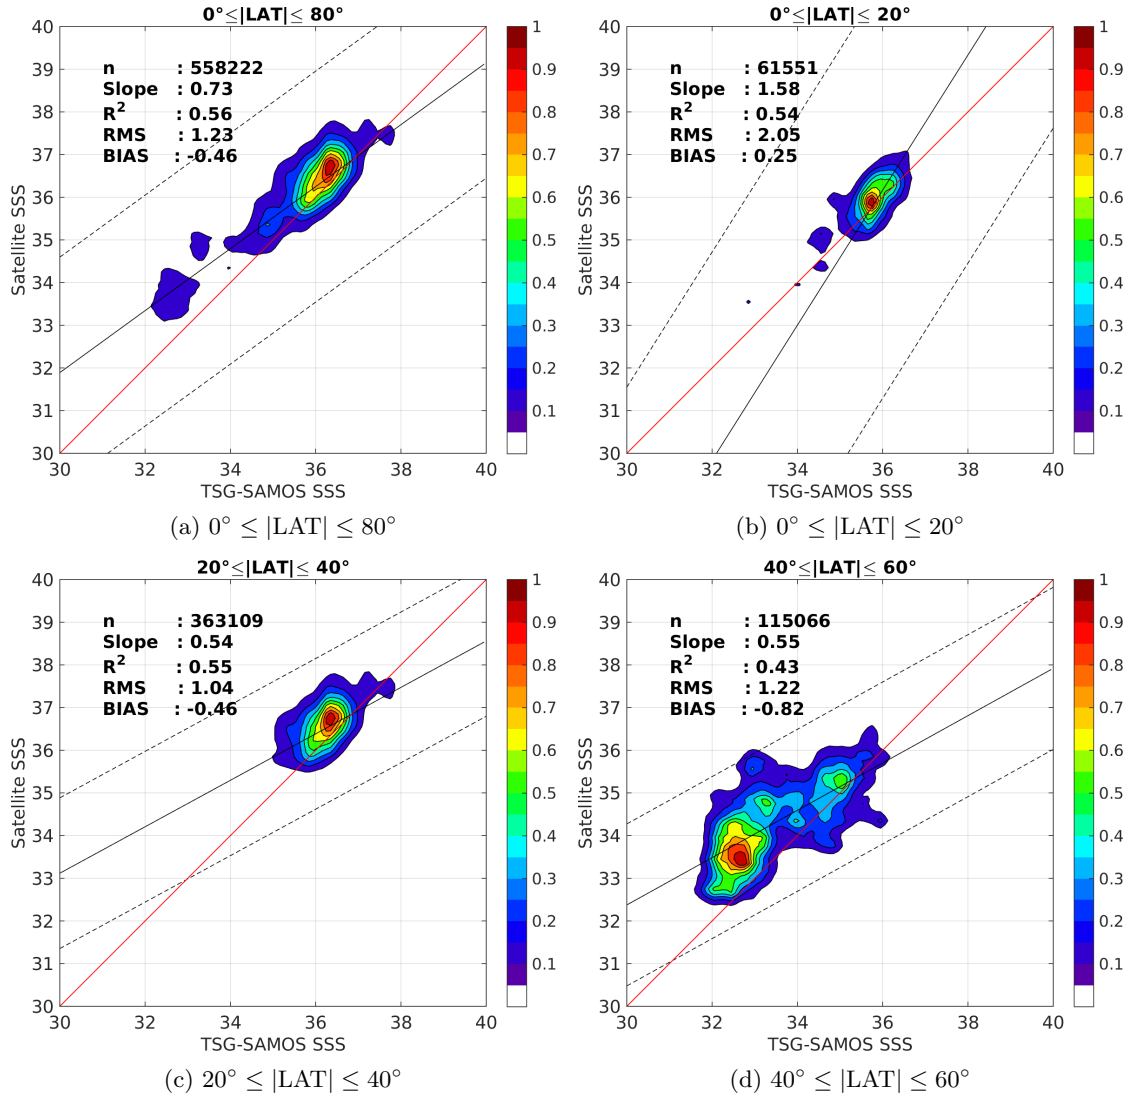 0°≤|LAT|≤ 80°
n : 558222
Slope : 0.73
R² : 0.56
RMS : 1.23
BIAS : -0.46
Satellite SSS
40
39
38
37
36
35
34
33
32
31
30
30 32 34 36 38 40
TSG-SAMOS SSS
1
0.9
0.8
0.7
0.6
0.5
0.4
0.3
0.2
0.1
(a) 0° ≤ |LAT| ≤ 80°
0°≤|LAT|≤ 20°
n : 61551
Slope : 1.58
R² : 0.54
RMS : 2.05
BIAS : 0.25
Satellite SSS
40
39
38
37
36
35
34
33
32
31
30
30 32 34 36 38 40
TSG-SAMOS SSS
1
0.9
0.8
0.7
0.6
0.5
0.4
0.3
0.2
0.1
(b) 0° ≤ |LAT| ≤ 20°
20°≤|LAT|≤ 40°
n : 363109
Slope : 0.54
R² : 0.55
RMS : 1.04
BIAS : -0.46
Satellite SSS
40
39
38
37
36
35
34
33
32
31
30
30 32 34 36 38 40
TSG-SAMOS SSS
1
0.9
0.8
0.7
0.6
0.5
0.4
0.3
0.2
0.1
(c) 20° ≤ |LAT| ≤ 40°
40°≤|LAT|≤ 60°
n : 115066
Slope : 0.55
R² : 0.43
RMS : 1.22
BIAS : -0.82
Satellite SSS
40
39
38
37
36
35
34
33
32
31
30
30 32 34 36 38 40
TSG-SAMOS SSS
1
0.9
0.8
0.7
0.6
0.5
0.4
0.3
0.2
0.1
(d) 40° ≤ |LAT| ≤ 60°